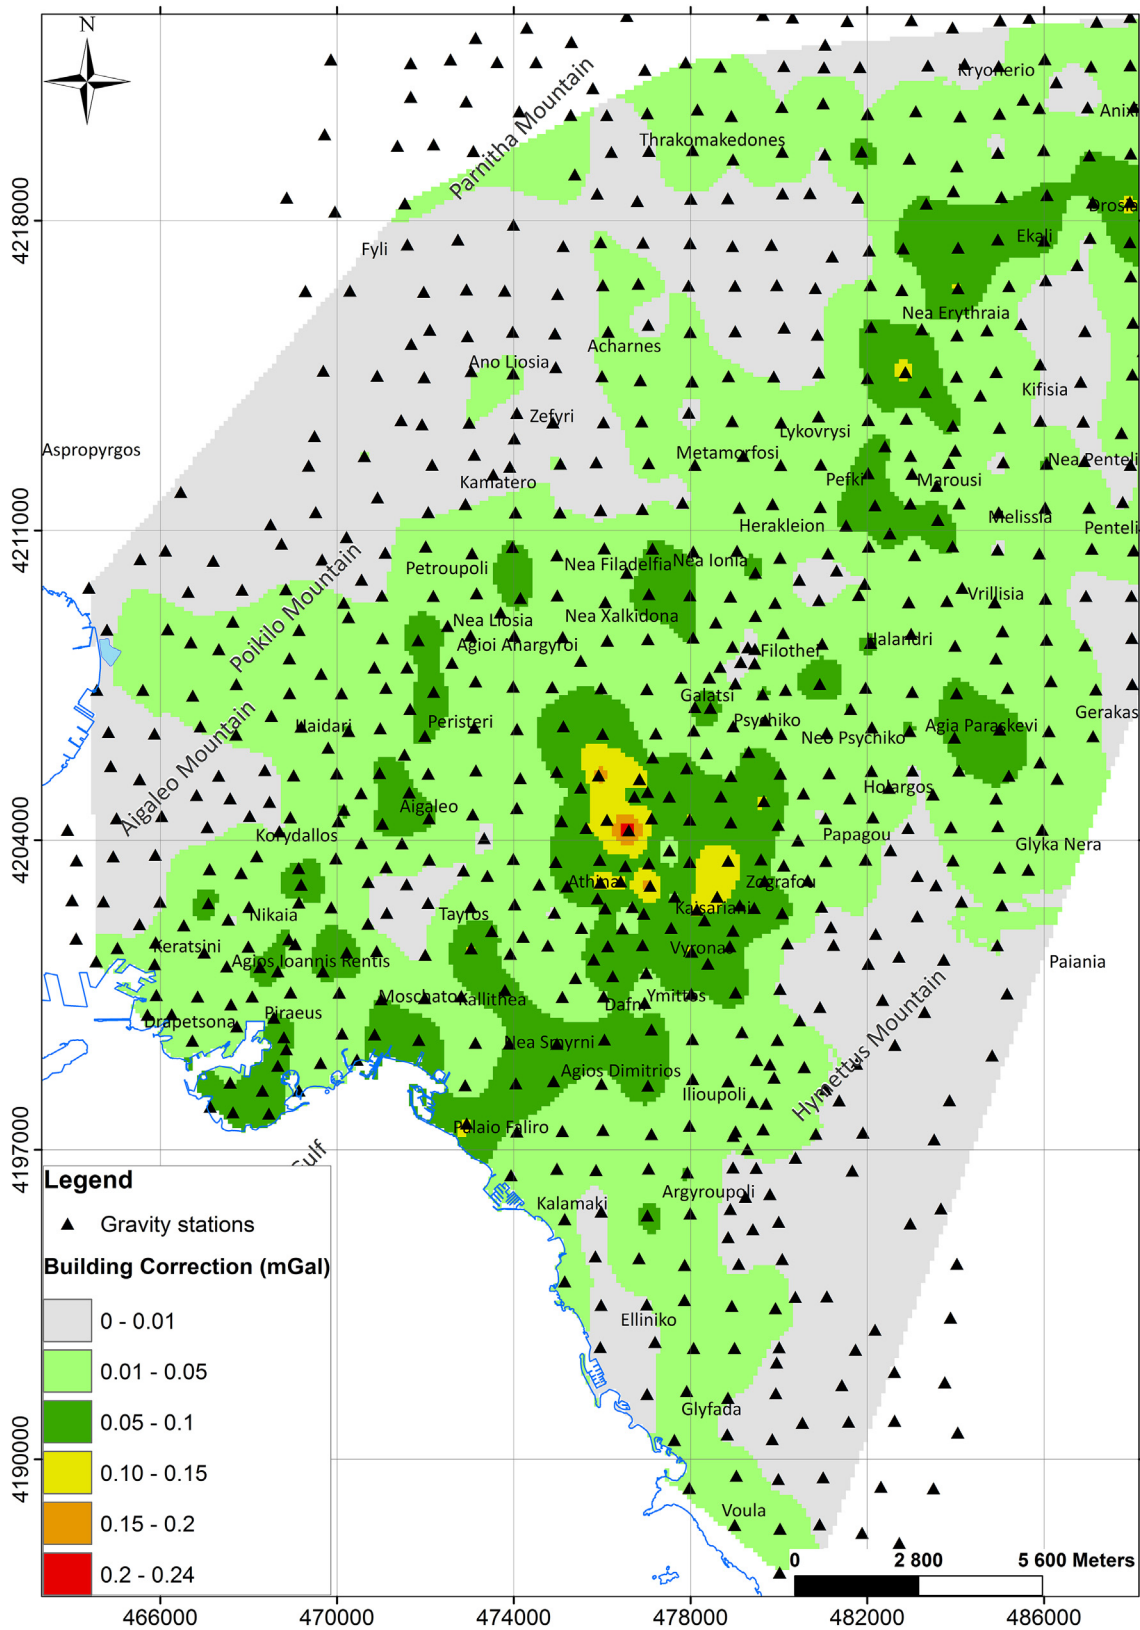 N
Kryonerio
Parnitha Mountain
Anixi
Thrakomakedones
Drosia
Ekali
Fyli
Nea Erythraia
Acharnes
Ano Liosia
Kifisia
Zefyri
Lykovrysi
Aspropyrgos
Metamorfosi
Nea Penteli
Kamatero
Pefki
Marousi
Melissia
Herakleion
Penteli
Petroupoli
Nea Filadelfia
Nea Ionia
Vrillisia
Nea Xalkidona
Nea Liosia
Poikilo Mountain
Agioi Anargyroi
Filothei
Halandri
Galatsi
Gerakas
Haidari
Peristeri
Psychiko
Agia Paraskevi
Neo Psychiko
Aigaleo Mountain
Holargos
Aigaleo
Korydallos
Papagou
Glyka Nera
Athina
Zografou
Nikaia
Tayros
Kaisariani
Keratsini
Vyronas
Agios Ioannis Rentis
Paiania
Moschato
Kallithea
Ymittos
Dafni
Drapetsona
Piraeus
Nea Smyrni
Hymettus Mountain
Agios Dimitrios
Ilioupoli
Palaio Faliro
Gulf
Argyroupoli
Kalamaki
Elliniko
Glyfada
Voula
Legend
Gravity stations
Building Correction (mGal)
0 - 0.01
0.01 - 0.05
0.05 - 0.1
0.10 - 0.15
0.15 - 0.2
0.2 - 0.24
0 2 800 5 600 Meters
4218000
4211000
4204000
4197000
4190000
466000 470000 474000 478000 482000 486000